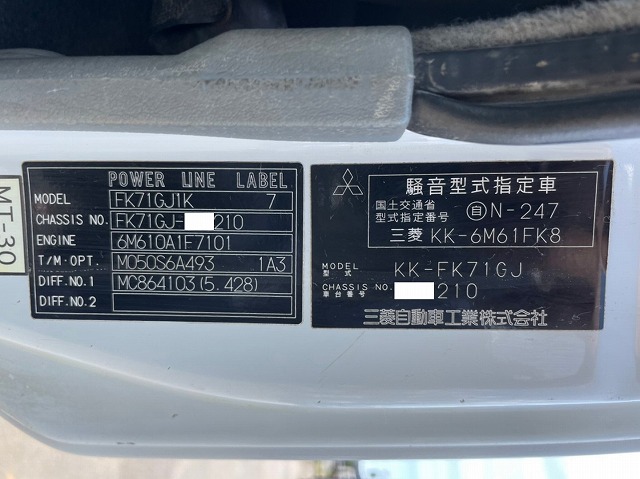 MT-30
POWER LINE LABEL
MODEL FK71GJ1K 7
CHASSIS NO. FK71GJ- 210
ENGINE 6M610A1F7101
T/M・OPT. M050S6A493 1A3
DIFF.NO.1 MC864103(5.428)
DIFF.NO.2
騒音型式指定車
国土交通省
型式指定番号 自N-247
三菱 KK-6M61FK8
MODEL
型式 KK-FK71GJ
CHASSIS NO.
車台番号 210
三菱自動車工業株式会社